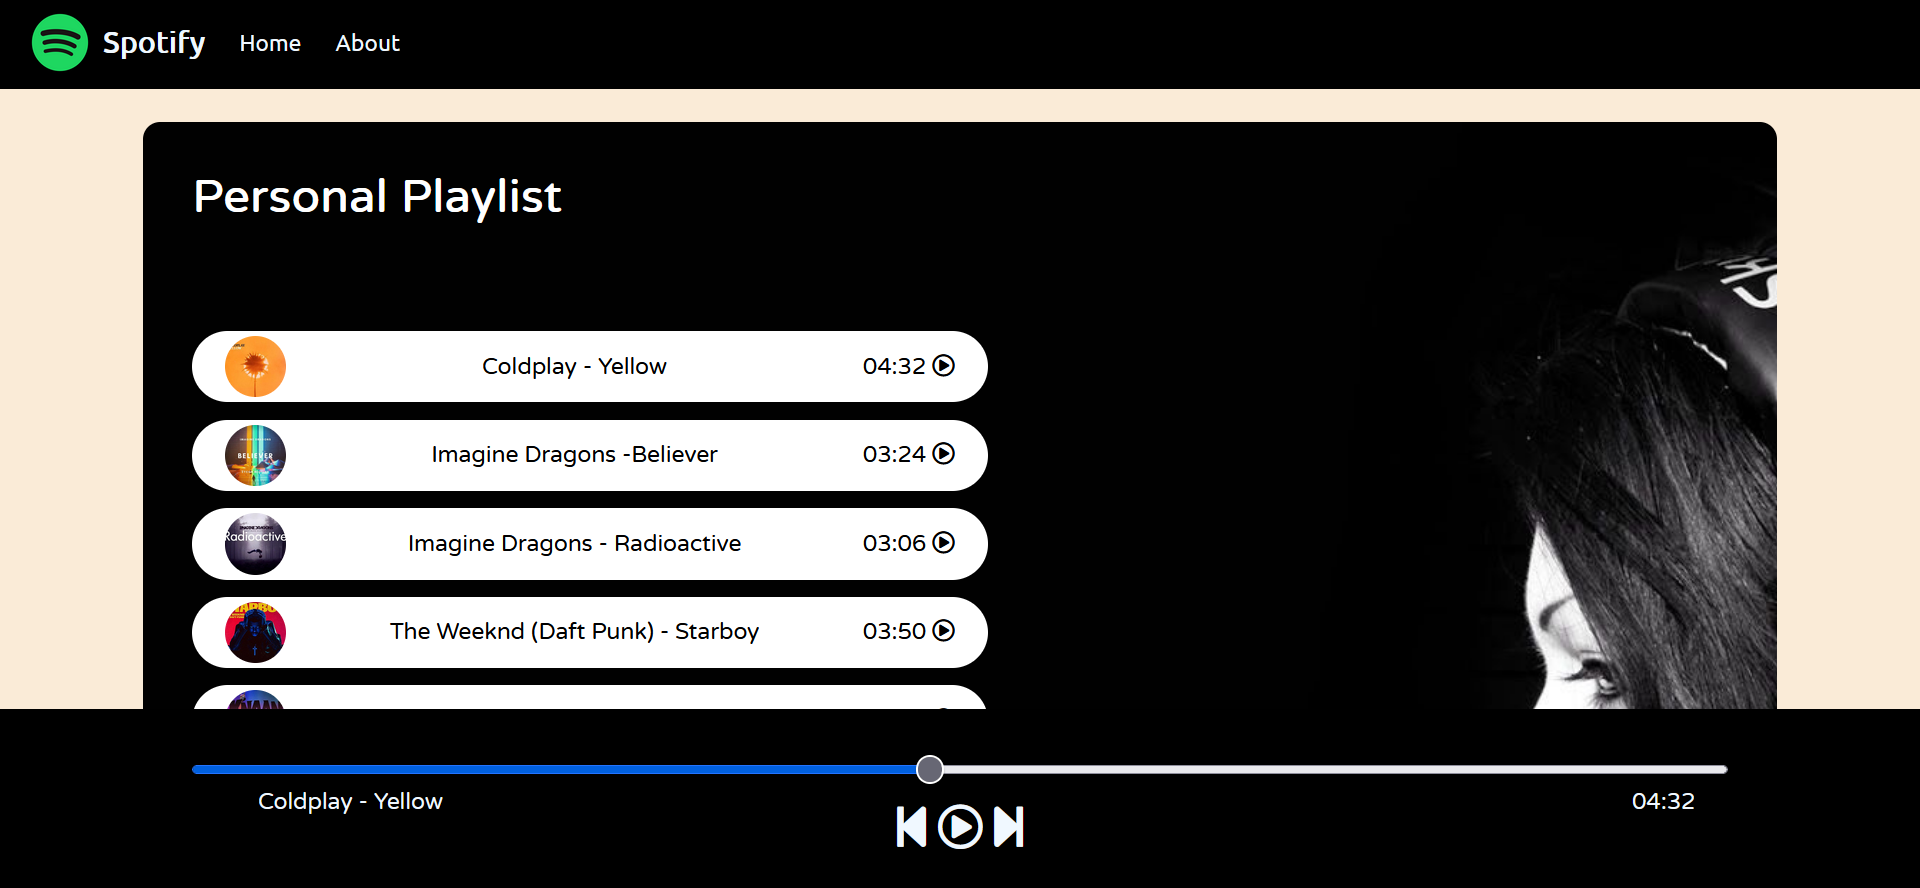 Spotify Home About
Personal Playlist
Coldplay - Yellow 04:32
BELIEVER
Imagine Dragons -Believer 03:24
Radioactive
Imagine Dragons - Radioactive 03:06
The Weeknd (Daft Punk) - Starboy 03:50
Coldplay - Yellow 04:32